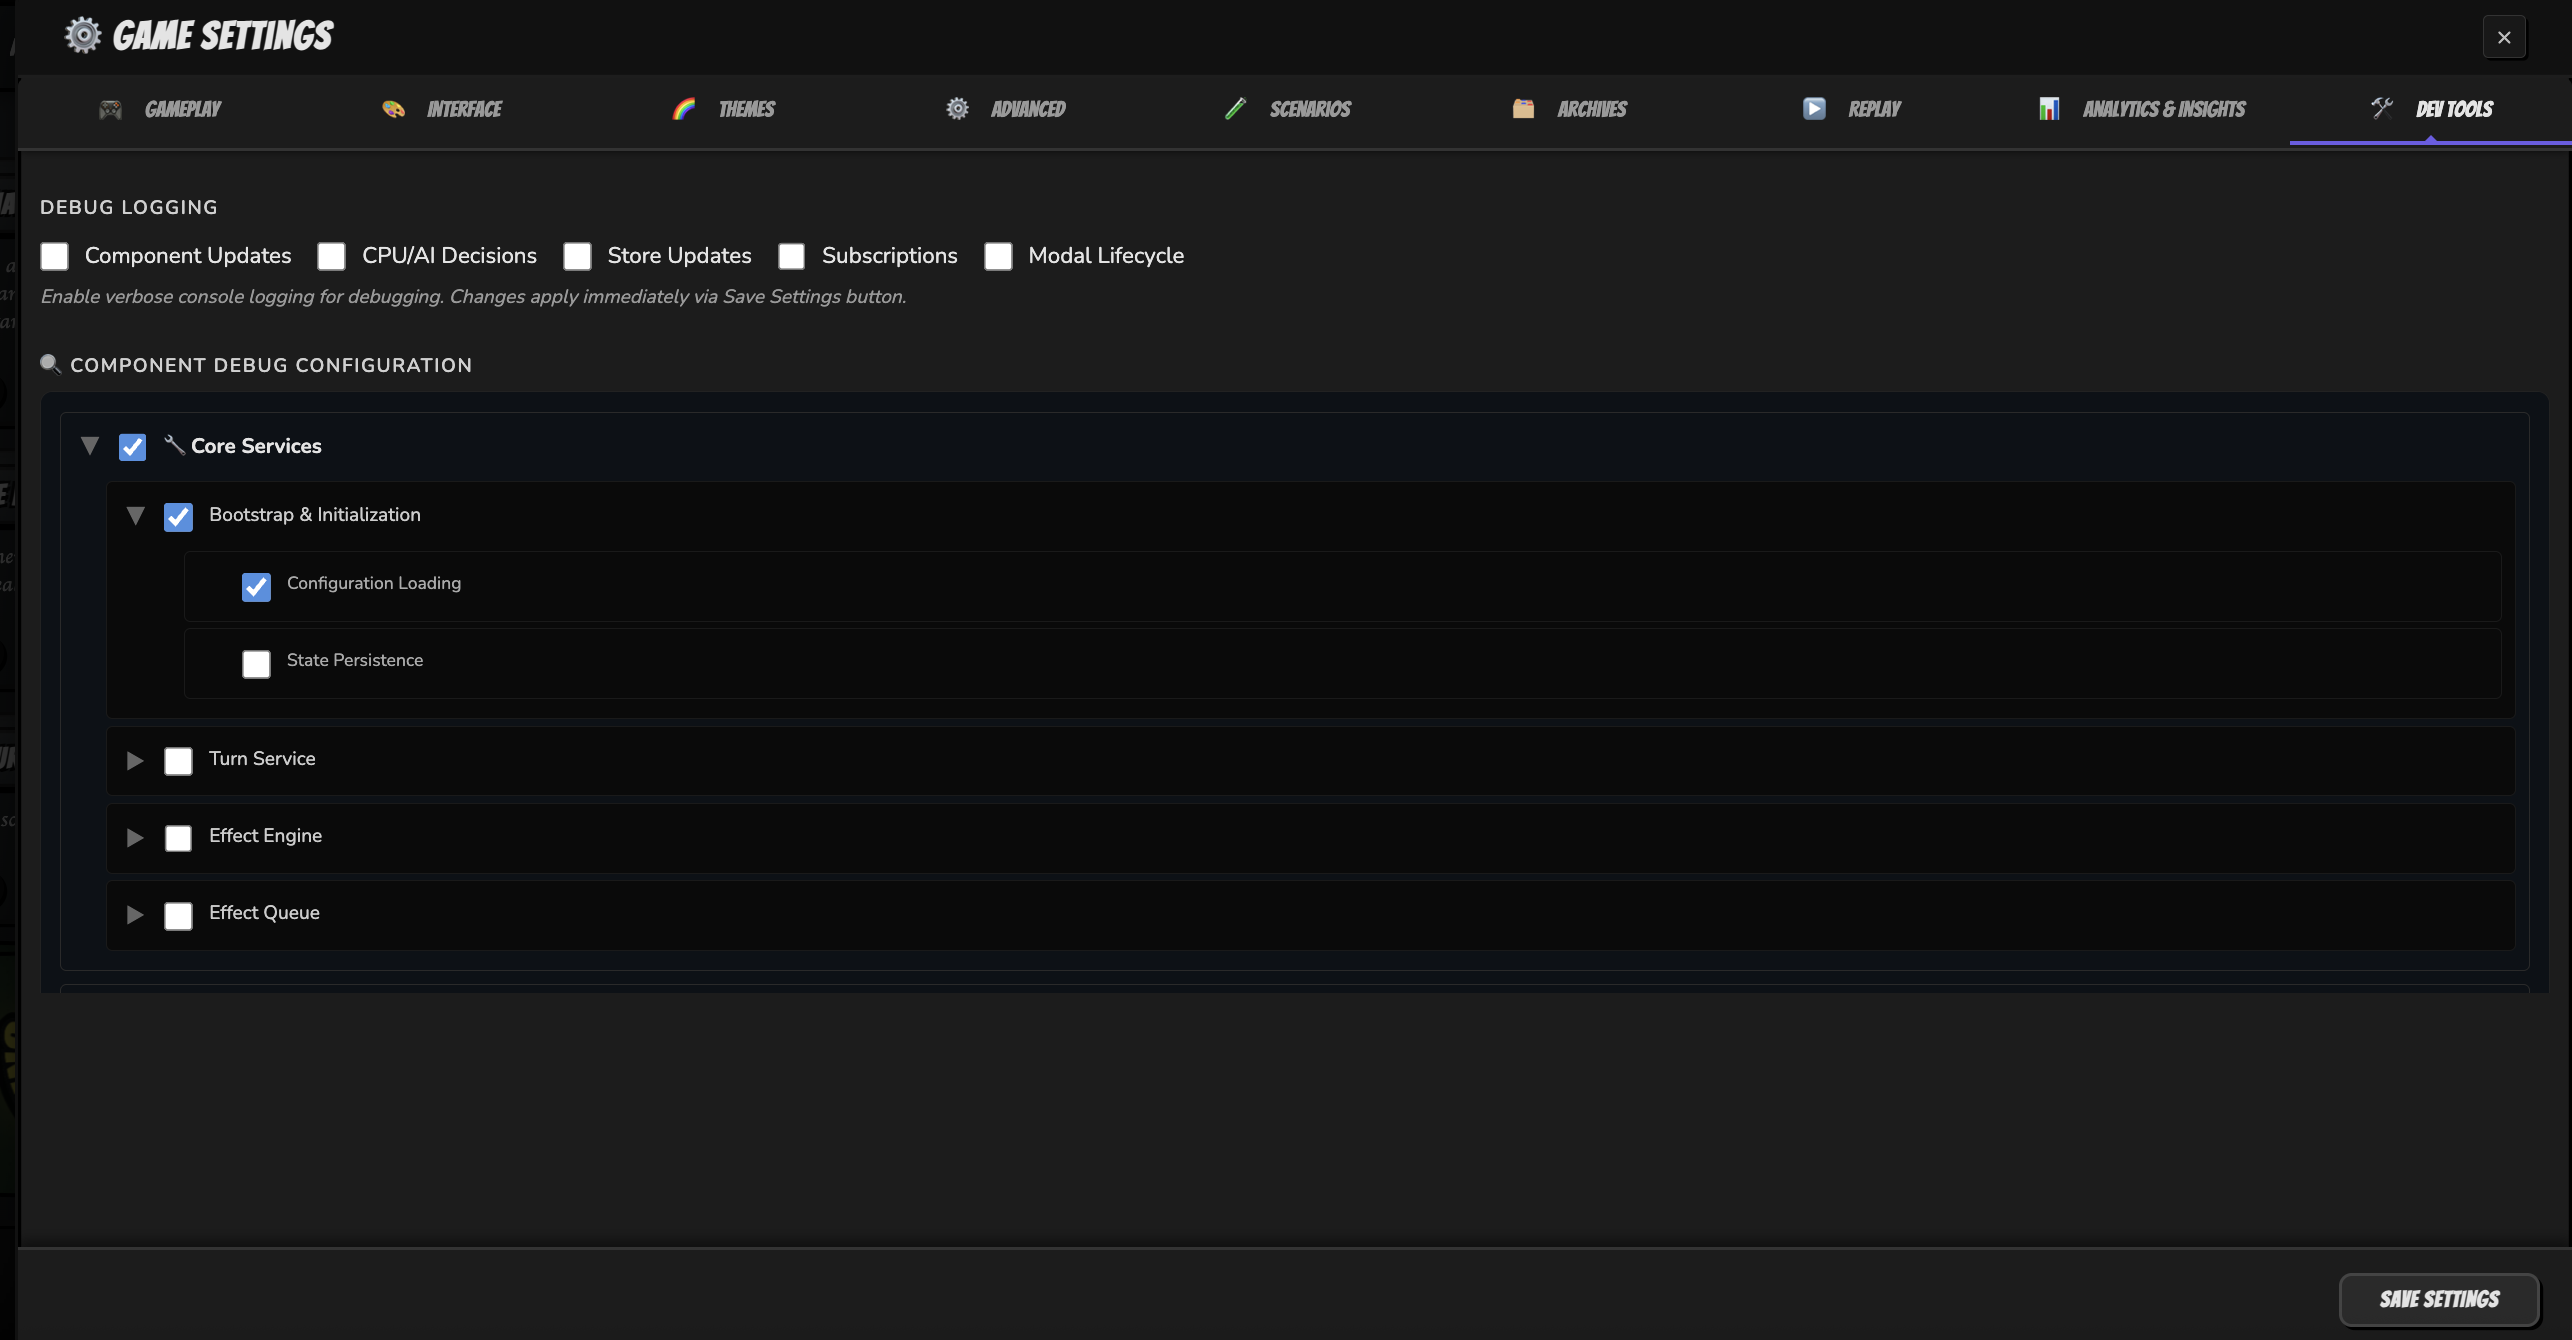 GAME SETTINGS
GAMEPLAY
INTERFACE
THEMES
ADVANCED
SCENARIOS
ARCHIVES
REPLAY
ANALYTICS & INSIGHTS
DEV TOOLS
DEBUG LOGGING
Component Updates CPU/AI Decisions Store Updates Subscriptions Modal Lifecycle
Enable verbose console logging for debugging. Changes apply immediately via Save Settings button.
COMPONENT DEBUG CONFIGURATION
Core Services
Bootstrap & Initialization
Configuration Loading
State Persistence
Turn Service
Effect Engine
Effect Queue
SAVE SETTINGS